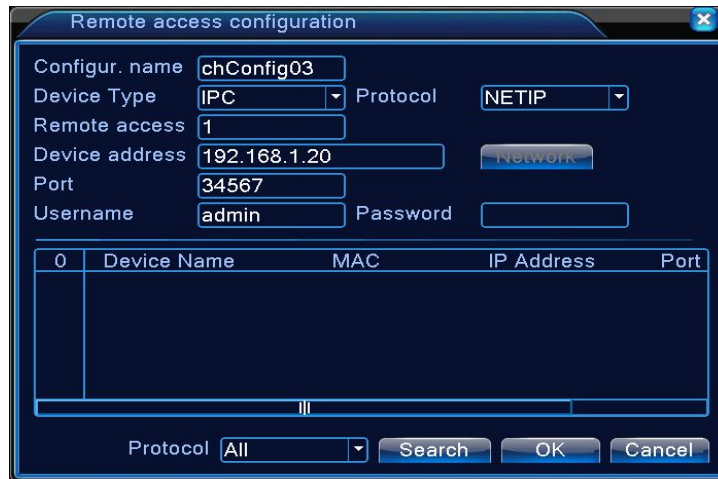 Remote access configuration
Configur. name chConfig03
Device Type IPC Protocol NETIP
Remote access 1
Device address 192.168.1.20 Network
Port 34567
Username admin Password
0 Device Name MAC IP Address Port
Protocol All Search OK Cancel